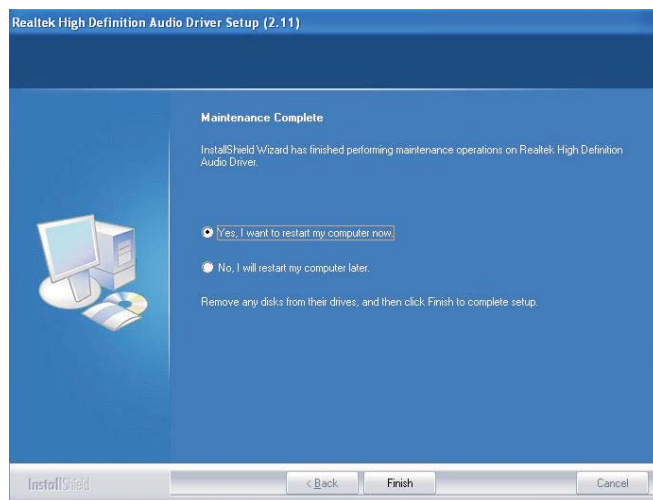 Realtek High Definition Audio Driver Setup (2.11)
Maintenance Complete
InstallShield Wizard has finished performing maintenance operations on Realtek High Definition
Audio Driver.
Yes, I want to restart my computer now.
No, I will restart my computer later.
Remove any disks from their drives, and then click Finish to complete setup.
InstallShield
< Back
Finish
Cancel